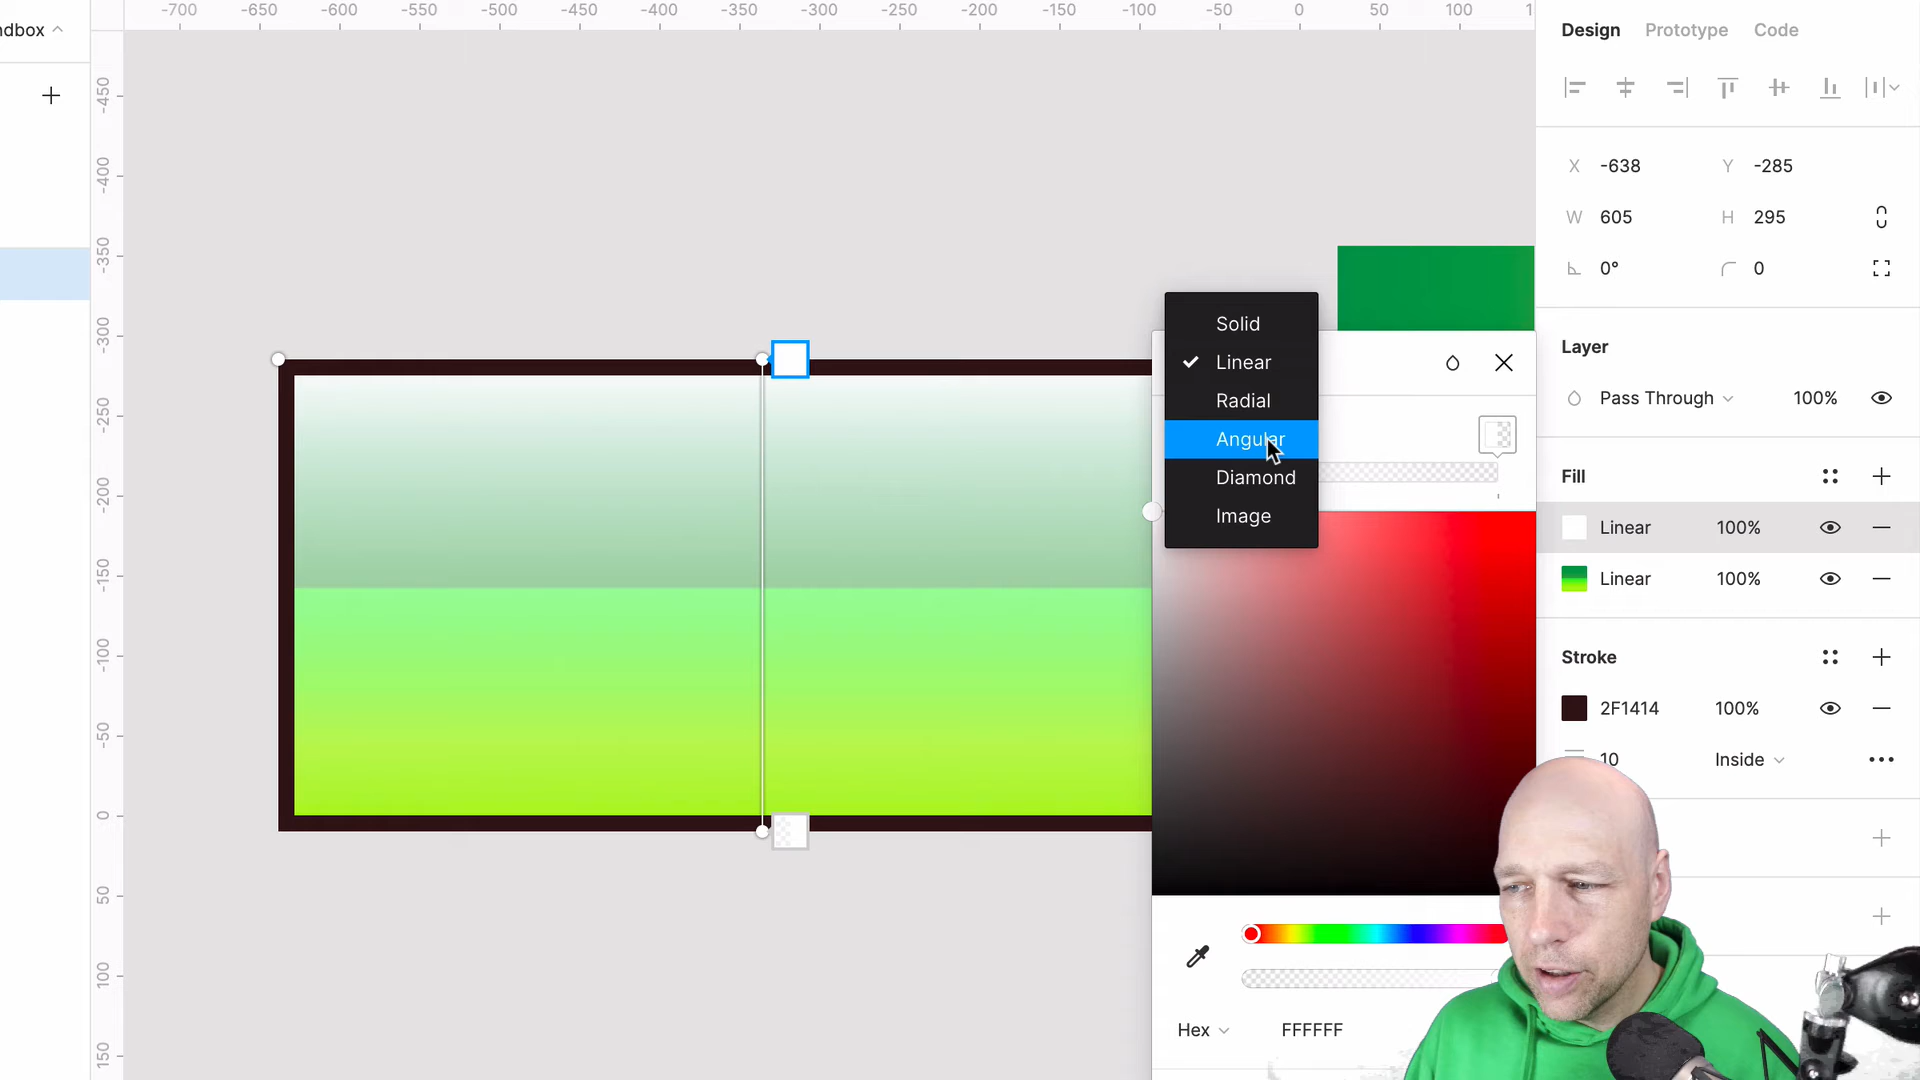 -700 -650 -600 -550 -500 -450 -400 -350 -300 -250 -200 -150 -100 -50 0 50 100 1
ndbox
Design Prototype Code
-450
-400
-350
-300
-250
-200
-150
-100
-50
0
50
100
150
X -638 Y -285
W 605 H 295
0° 0
Layer
Pass Through 100%
Fill
Linear 100%
Linear 100%
Stroke
2F1414 100%
10 Inside
Solid
Linear
Radial
Angular
Diamond
Image
Hex FFFFFF